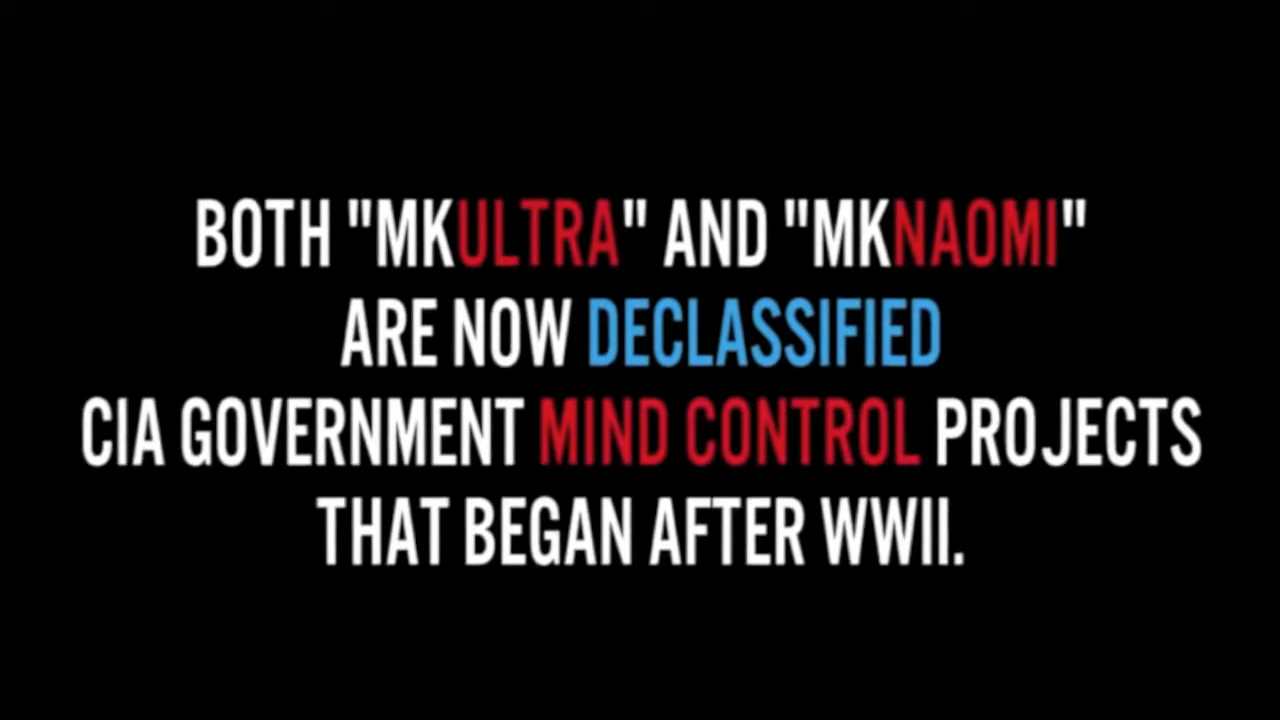 BOTH "MKULTRA" AND "MKNAOMI"
ARE NOW DECLASSIFIED
CIA GOVERNMENT MIND CONTROL PROJECTS
THAT BEGAN AFTER WWII.